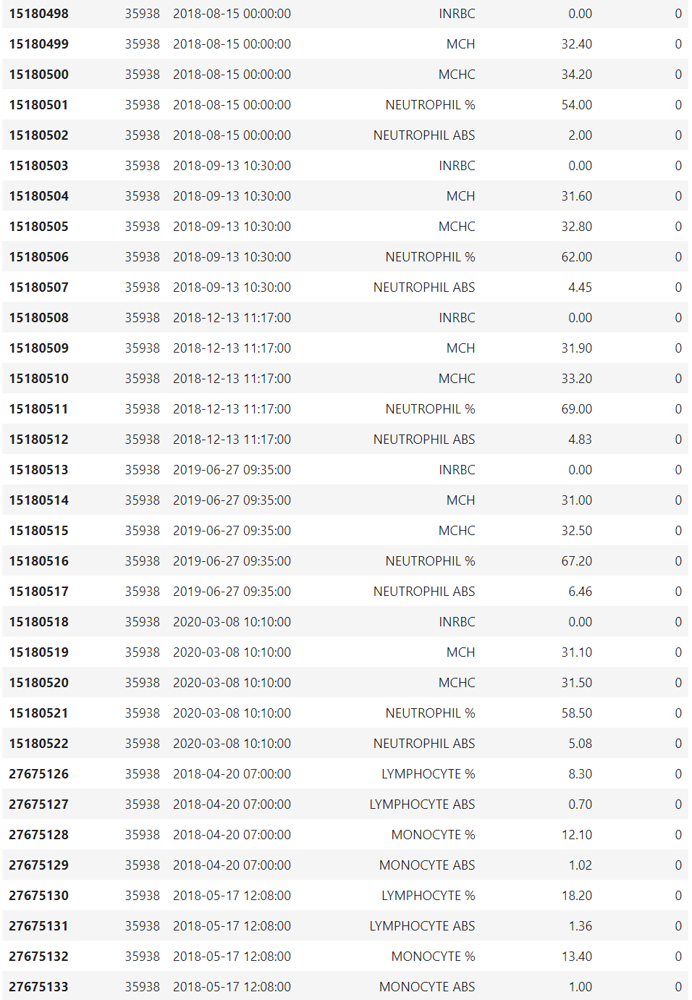 15180498 35938 2018-08-15 00:00:00 INRBC 0.00 0
15180499 35938 2018-08-15 00:00:00 MCH 32.40 0
15180500 35938 2018-08-15 00:00:00 MCHC 34.20 0
15180501 35938 2018-08-15 00:00:00 NEUTROPHIL % 54.00 0
15180502 35938 2018-08-15 00:00:00 NEUTROPHIL ABS 2.00 0
15180503 35938 2018-09-13 10:30:00 INRBC 0.00 0
15180504 35938 2018-09-13 10:30:00 MCH 31.60 0
15180505 35938 2018-09-13 10:30:00 MCHC 32.80 0
15180506 35938 2018-09-13 10:30:00 NEUTROPHIL % 62.00 0
15180507 35938 2018-09-13 10:30:00 NEUTROPHIL ABS 4.45 0
15180508 35938 2018-12-13 11:17:00 INRBC 0.00 0
15180509 35938 2018-12-13 11:17:00 MCH 31.90 0
15180510 35938 2018-12-13 11:17:00 MCHC 33.20 0
15180511 35938 2018-12-13 11:17:00 NEUTROPHIL % 69.00 0
15180512 35938 2018-12-13 11:17:00 NEUTROPHIL ABS 4.83 0
15180513 35938 2019-06-27 09:35:00 INRBC 0.00 0
15180514 35938 2019-06-27 09:35:00 MCH 31.00 0
15180515 35938 2019-06-27 09:35:00 MCHC 32.50 0
15180516 35938 2019-06-27 09:35:00 NEUTROPHIL % 67.20 0
15180517 35938 2019-06-27 09:35:00 NEUTROPHIL ABS 6.46 0
15180518 35938 2020-03-08 10:10:00 INRBC 0.00 0
15180519 35938 2020-03-08 10:10:00 MCH 31.10 0
15180520 35938 2020-03-08 10:10:00 MCHC 31.50 0
15180521 35938 2020-03-08 10:10:00 NEUTROPHIL % 58.50 0
15180522 35938 2020-03-08 10:10:00 NEUTROPHIL ABS 5.08 0
27675126 35938 2018-04-20 07:00:00 LYMPHOCYTE % 8.30 0
27675127 35938 2018-04-20 07:00:00 LYMPHOCYTE ABS 0.70 0
27675128 35938 2018-04-20 07:00:00 MONOCYTE % 12.10 0
27675129 35938 2018-04-20 07:00:00 MONOCYTE ABS 1.02 0
27675130 35938 2018-05-17 12:08:00 LYMPHOCYTE % 18.20 0
27675131 35938 2018-05-17 12:08:00 LYMPHOCYTE ABS 1.36 0
27675132 35938 2018-05-17 12:08:00 MONOCYTE % 13.40 0
27675133 35938 2018-05-17 12:08:00 MONOCYTE ABS 1.00 0